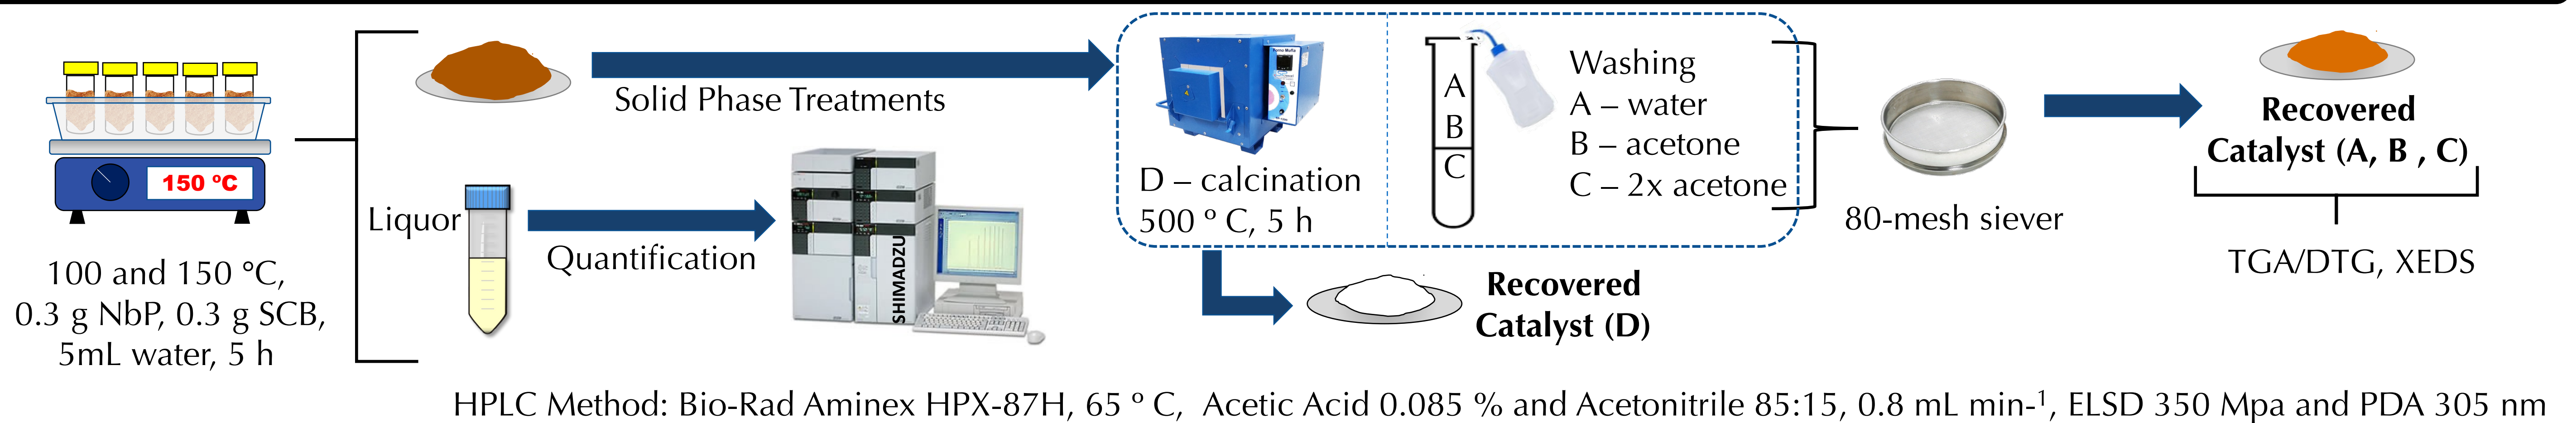 150 ºC
100 and 150 °C,
0.3 g NbP, 0.3 g SCB,
5mL water, 5 h
Solid Phase Treatments
Liquor
Quantification
SHIMADZU
D – calcination
500 º C, 5 h
A
B
C
Washing
A – water
B – acetone
C – 2x acetone
80-mesh siever
Recovered
Catalyst (A, B , C)
TGA/DTG, XEDS
Recovered
Catalyst (D)
HPLC Method: Bio-Rad Aminex HPX-87H, 65 º C, Acetic Acid 0.085 % and Acetonitrile 85:15, 0.8 mL min-¹, ELSD 350 Mpa and PDA 305 nm